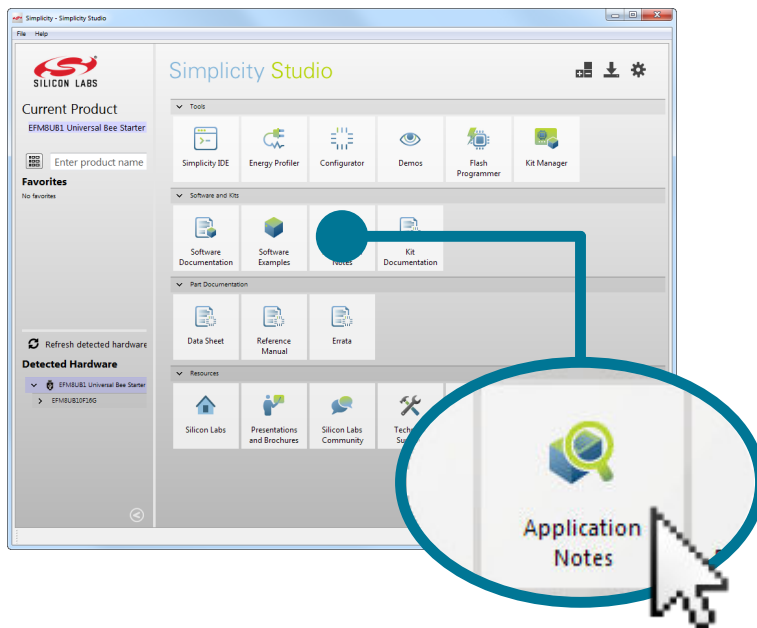 Simplicity - Simplicity Studio
File Help
SILICON LABS
Simplicity Studio
Current Product
EFM8UB1 Universal Bee Starter
Enter product name
Favorites
No favorites
Refresh detected hardware
Detected Hardware
EFM8UB1 Universal Bee Starter
EFM8UB10F16G
Tools
Simplicity IDE
Energy Profiler
Configurator
Demos
Flash
Programmer
Kit Manager
Software and Kits
Software
Documentation
Software
Examples
Notes
Kit
Documentation
Part Documentation
Data Sheet
Reference
Manual
Errata
Resources
Silicon Labs
Presentations
and Brochures
Silicon Labs
Community
Application
Notes